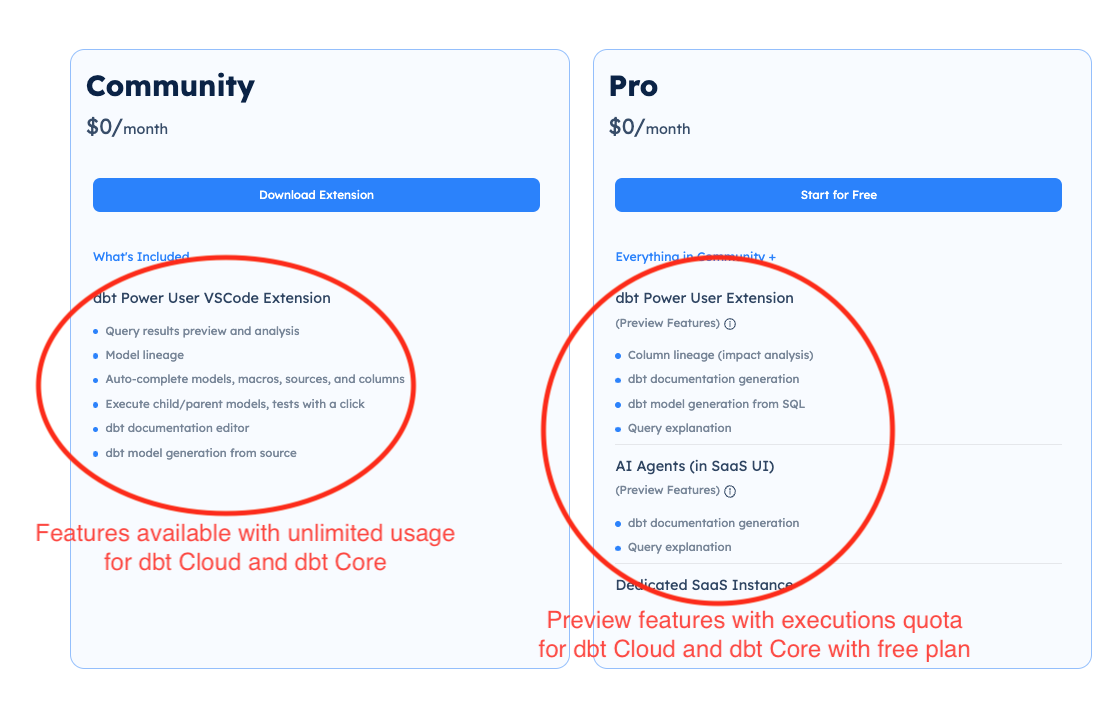 Community
$0/month
Download Extension
What's Included
dbt Power User VSCode Extension
Query results preview and analysis
Model lineage
Auto-complete models, macros, sources, and columns
Execute child/parent models, tests with a click
dbt documentation editor
dbt model generation from source
Features available with unlimited usage
for dbt Cloud and dbt Core
Pro
$0/month
Start for Free
Everything in Community +
dbt Power User Extension
(Preview Features)
Column lineage (impact analysis)
dbt documentation generation
dbt model generation from SQL
Query explanation
AI Agents (in SaaS UI)
(Preview Features)
dbt documentation generation
Query explanation
Dedicated SaaS Instance
Preview features with executions quota
for dbt Cloud and dbt Core with free plan